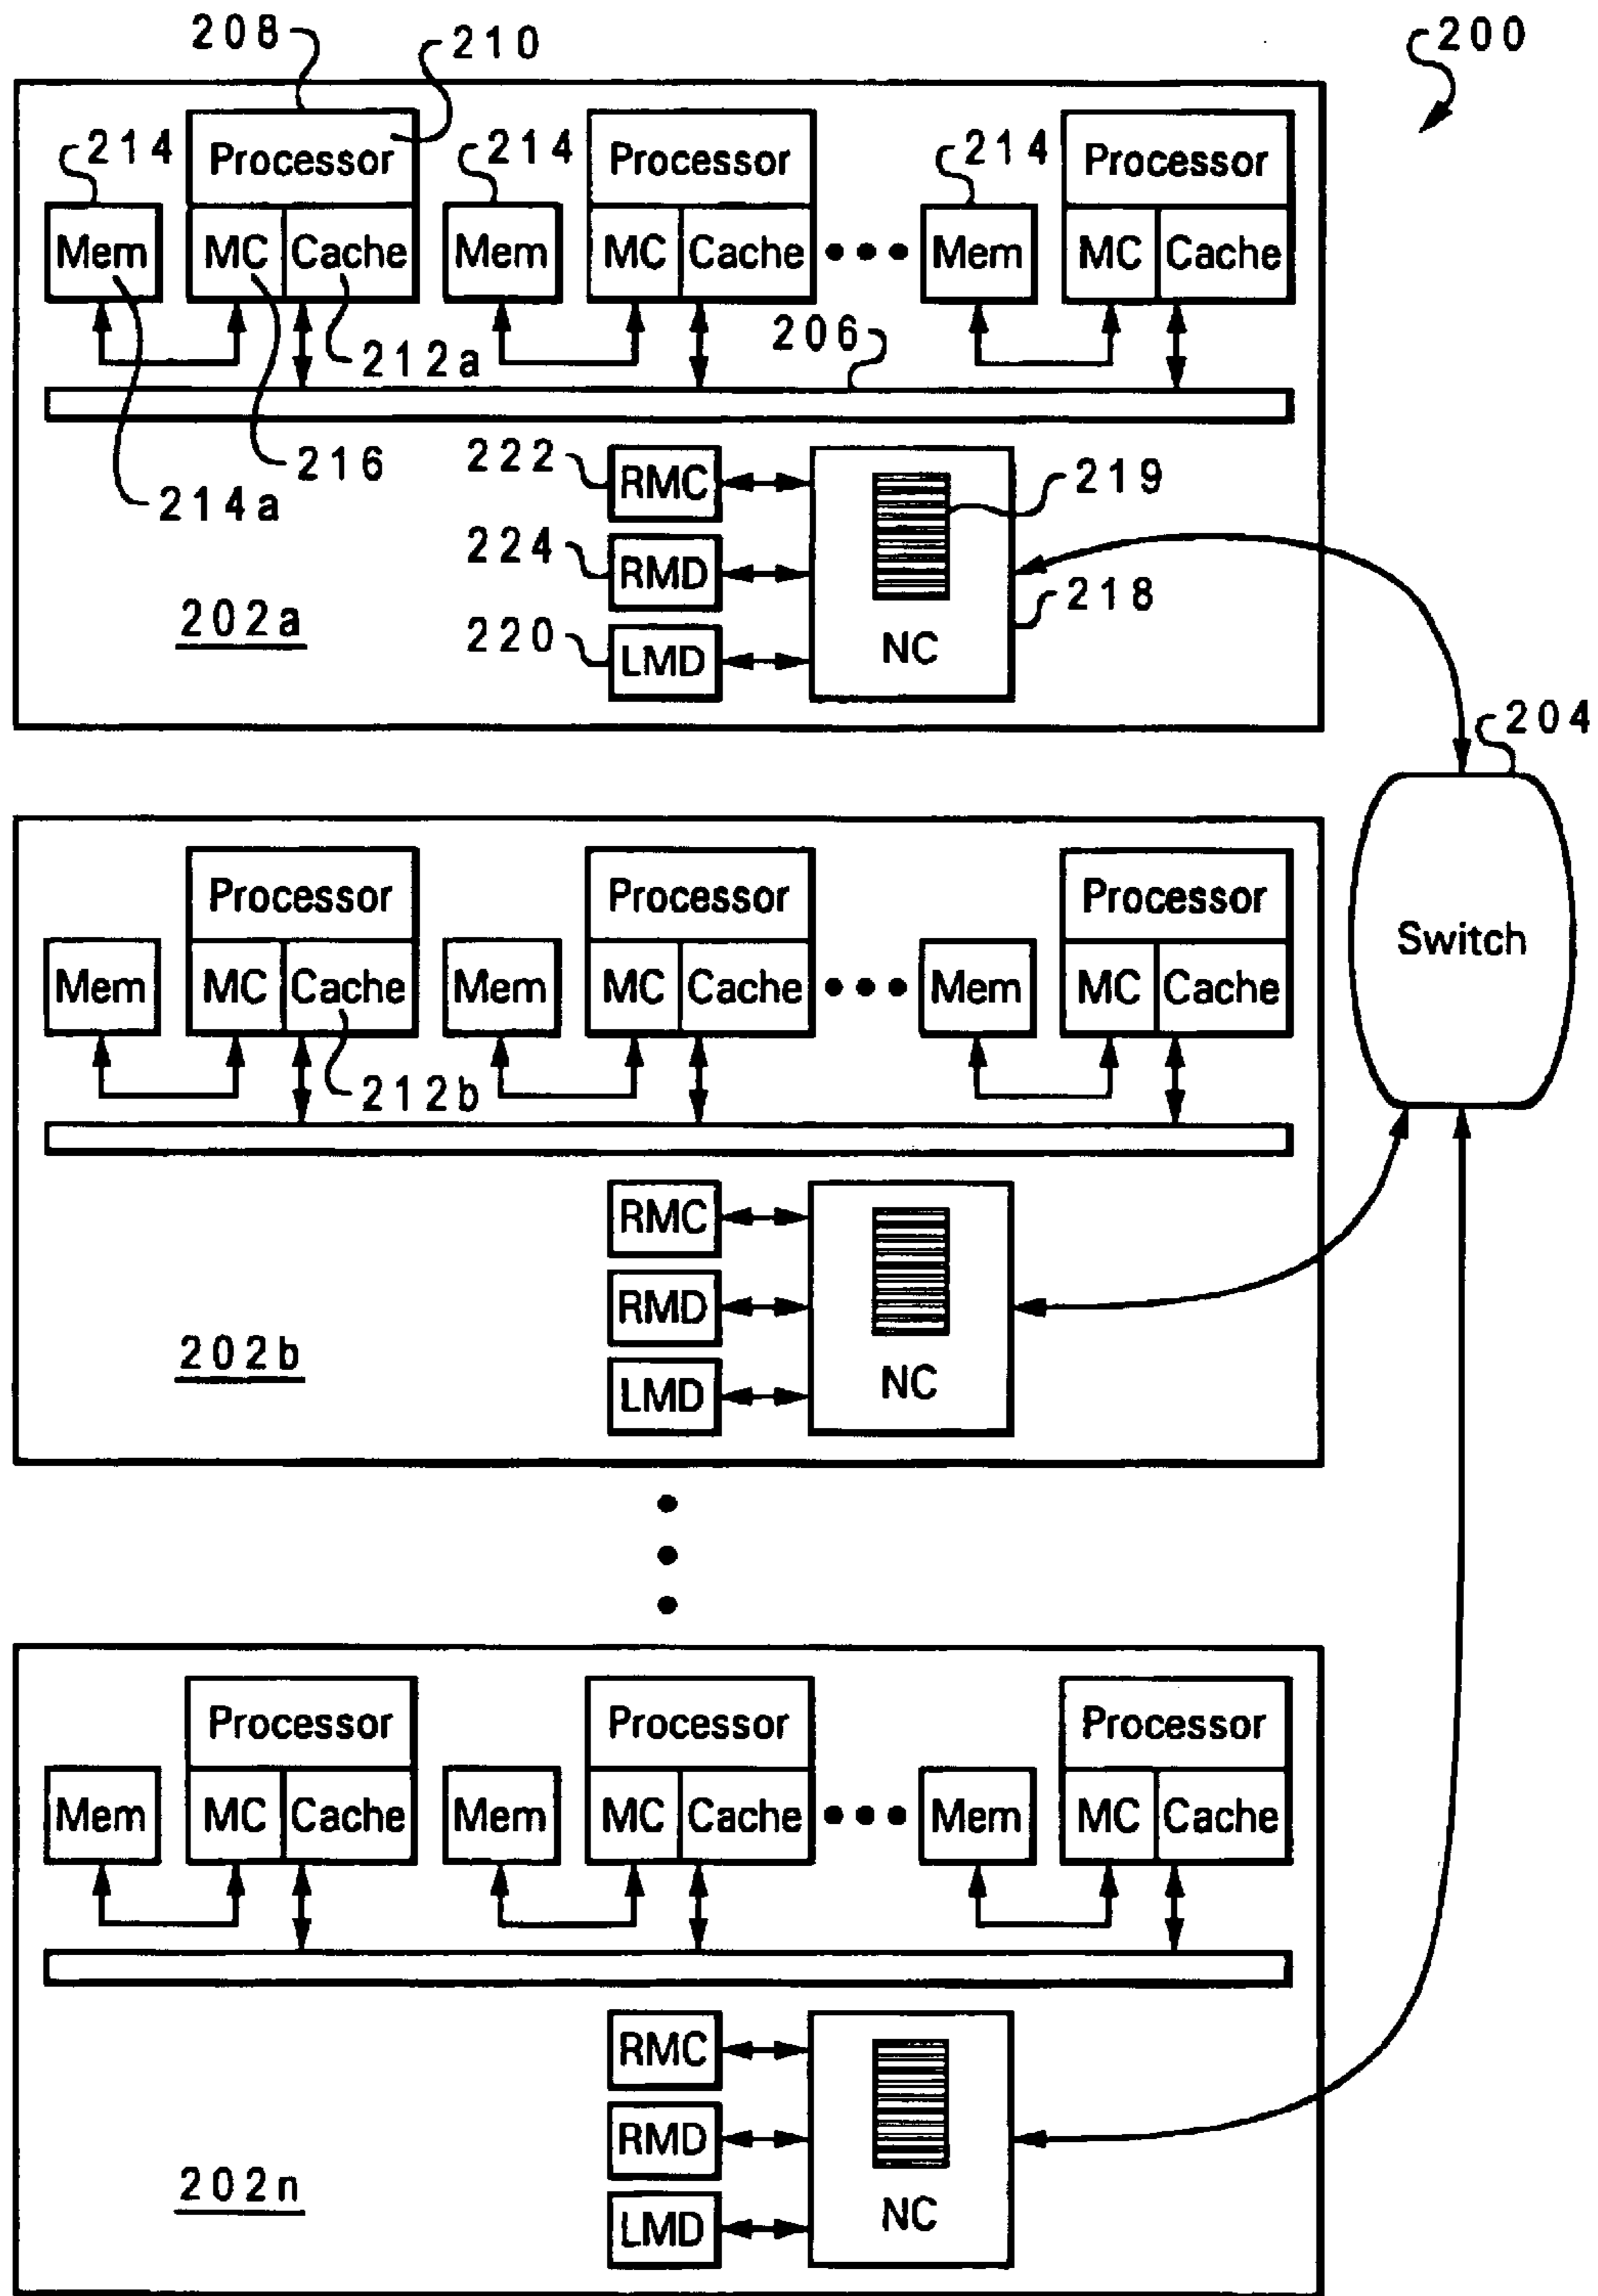 208 210 200
214 Processor 214 Processor 214 Processor
Mem MC Cache Mem MC Cache Mem MC Cache
206
212a
216
214a
222 RMC 219
224 RMD
218
202a 220 LMD NC
204
Processor Processor Processor
Switch
Mem MC Cache Mem MC Cache Mem MC Cache
212b
RMC
RMD
202b LMD NC
Processor Processor Processor
Mem MC Cache Mem MC Cache Mem MC Cache
RMC
RMD
202n LMD NC